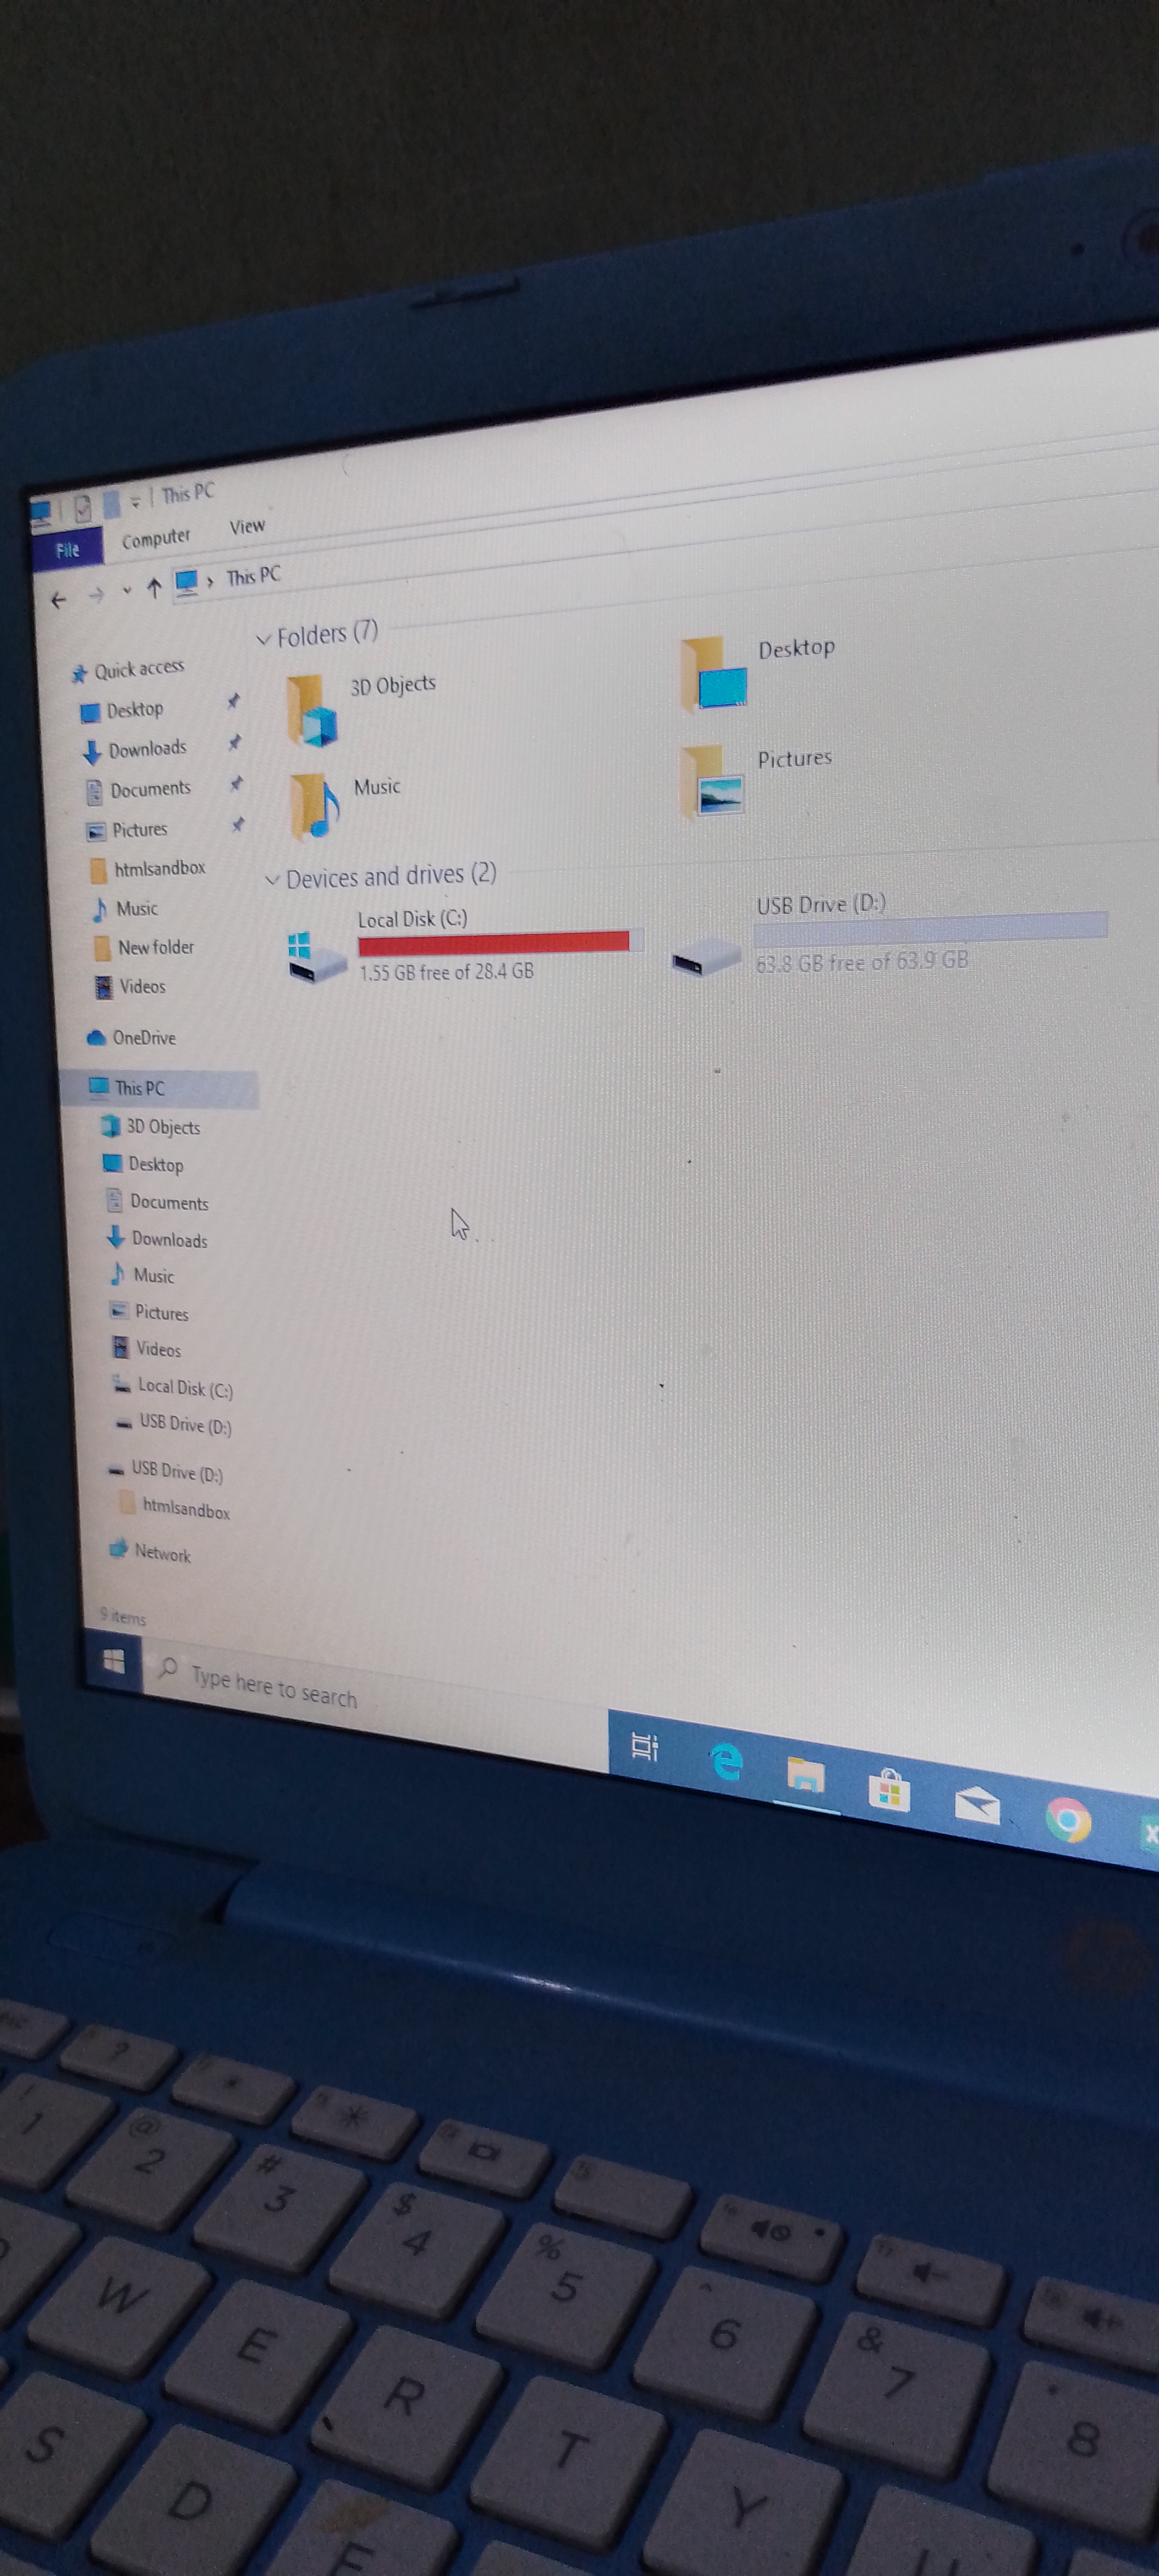 This PC
File Computer View
This PC
Quick access
Desktop
Downloads
Documents
Pictures
htmlsandbox
Music
New folder
Videos
OneDrive
This PC
3D Objects
Desktop
Documents
Downloads
Music
Pictures
Videos
Local Disk (C:)
USB Drive (D:)
USB Drive (D:)
htmlsandbox
Network
Folders (7)
3D Objects
Desktop
Music
Pictures
Devices and drives (2)
Local Disk (C:)
1.55 GB free of 28.4 GB
USB Drive (D:)
63.8 GB free of 63.9 GB
9 items
Type here to search
?
! 1 @ 2 # 3 $ 4 % 5 ^ 6 & 7 * 8
W E R T Y U
S D F